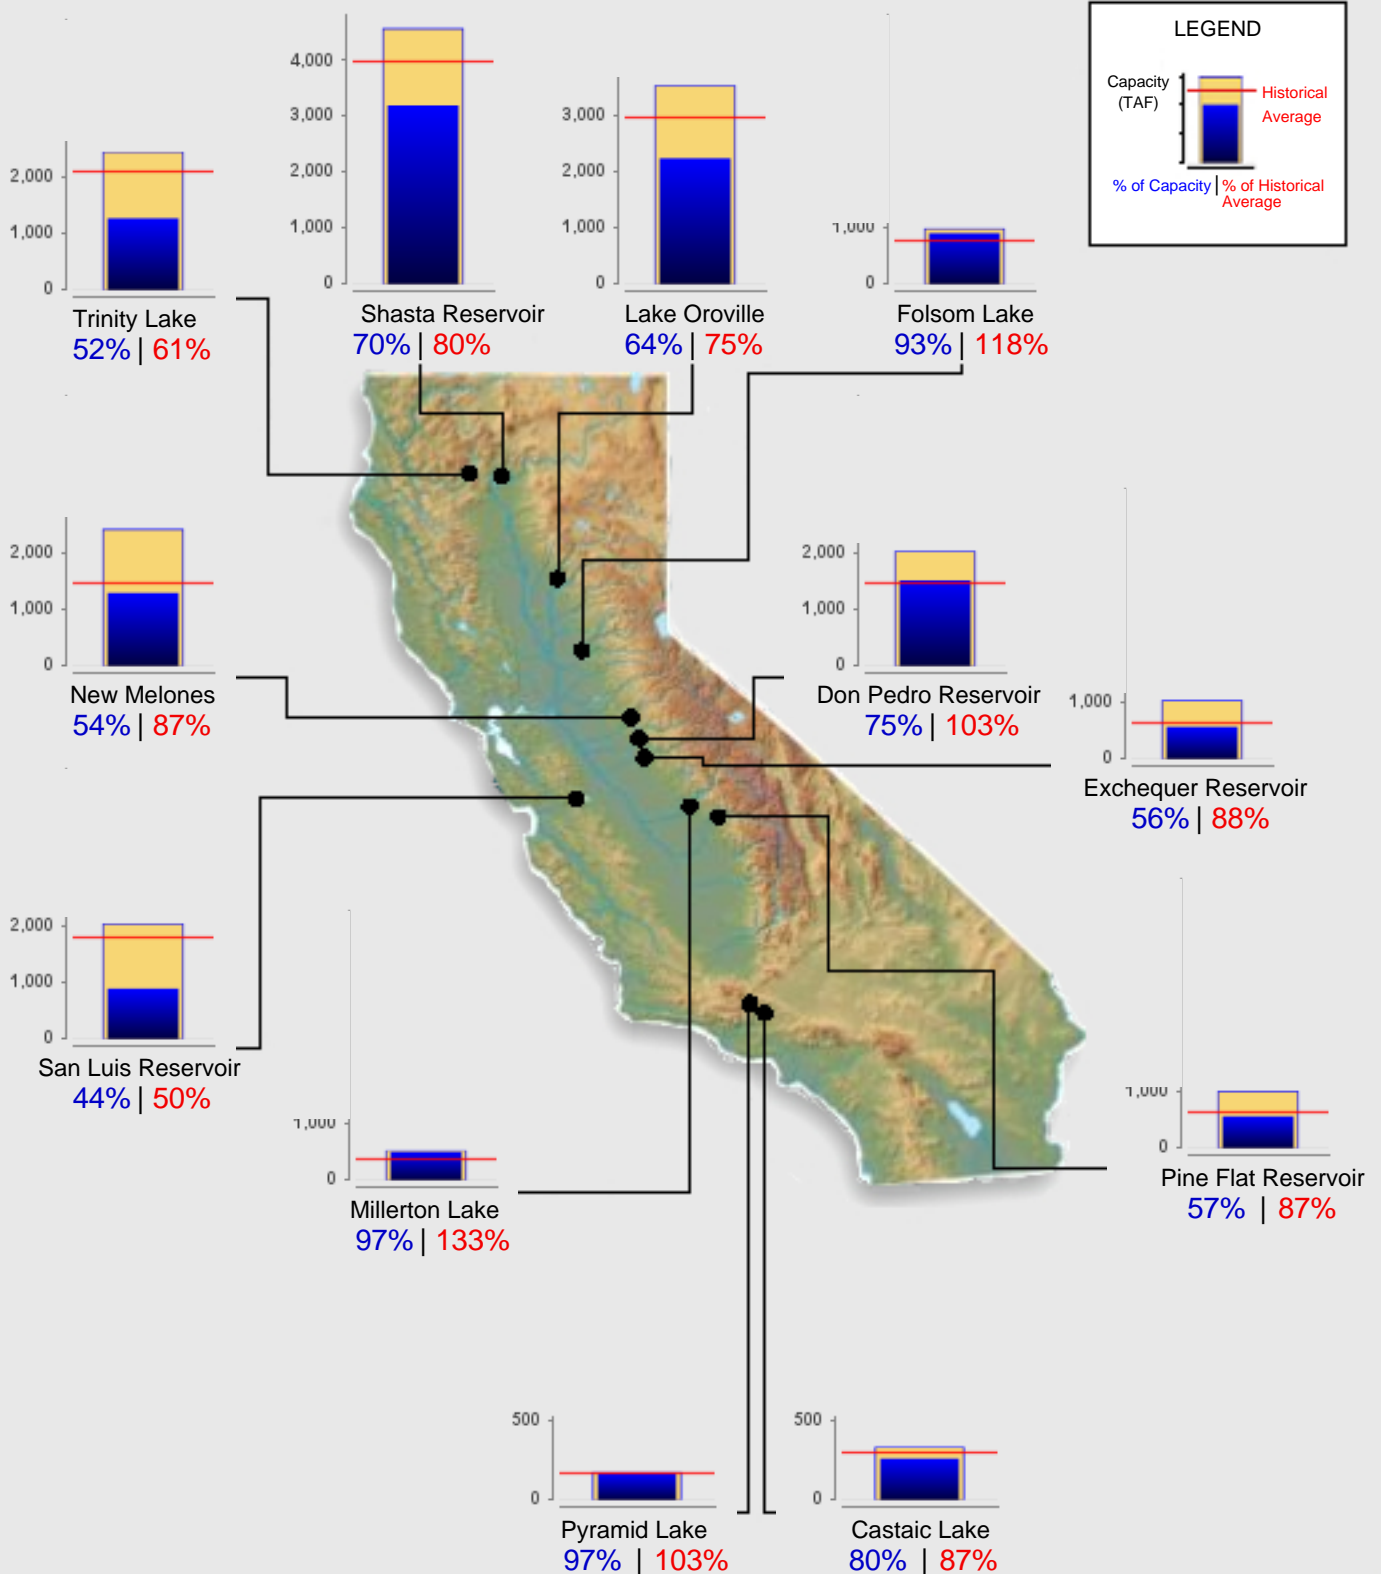 LEGEND
Capacity
(TAF)
Historical
Average
% of Capacity | % of Historical
Average
2,000
1,000
0
Trinity Lake
52% | 61%
4,000
3,000
2,000
1,000
0
Shasta Reservoir
70% | 80%
3,000
2,000
1,000
0
Lake Oroville
64% | 75%
1,000
0
Folsom Lake
93% | 118%
2,000
1,000
0
New Melones
54% | 87%
2,000
1,000
0
Don Pedro Reservoir
75% | 103%
1,000
0
Exchequer Reservoir
56% | 88%
2,000
1,000
0
San Luis Reservoir
44% | 50%
1,000
0
Millerton Lake
97% | 133%
1,000
0
Pine Flat Reservoir
57% | 87%
500
0
Pyramid Lake
97% | 103%
500
0
Castaic Lake
80% | 87%